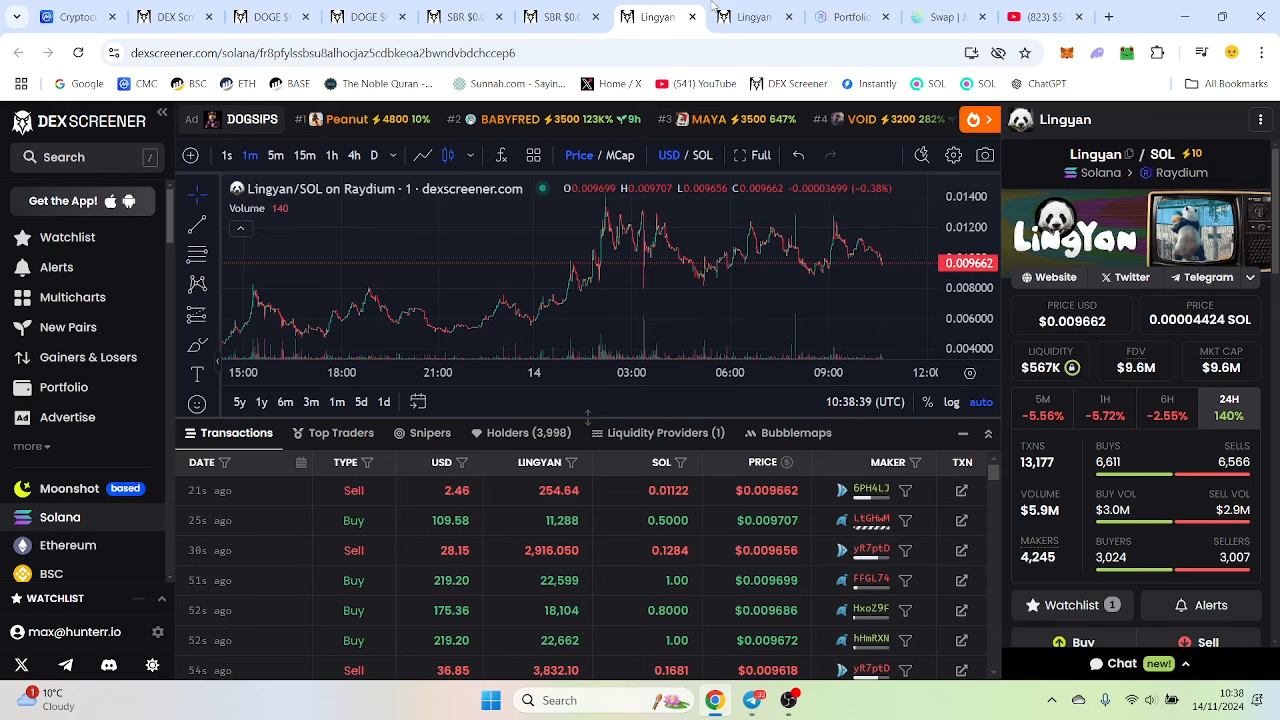 Cryptoc
DEX Scree
DOGE $
DOGE $
SBR $0
SBR $0
Lingyan
Lingyan
Portfolio
Swap | J
(823) $
dexscreener.com/solana/fr8pfylssbsu8alhociaz5dbkeoa2bwndvbdchccep6
Google
CMC
BSC
ETH
BASE
The Noble Quran -...
Sunnah.com - Sayin...
Home / X
(541) YouTube
DEX Screener
Instantly
SOL
SOL
ChatGPT
All Bookmarks
DEXSCREENER
Ad DOGSIPS
Peanut 4800 10%
#2 BABYFRED 3500 123K% 9h
#3 MAYA 3500 647%
#4 VOID 3200 282%
Lingyan
Search /
1s 1m 5m 15m 1h 4h D
Price / MCap
USD / SOL
Full
Lingyan / SOL 10
Solana > Raydium
Get the App!
Watchlist
Alerts
Multicharts
New Pairs
Gainers & Losers
Portfolio
Advertise
more
Moonshot based
Solana
Ethereum
BSC
WATCHLIST
max@hunterr.io
Lingyan/SOL on Raydium · 1 · dexscreener.com
O0.009699 H0.009707 L0.009656 C0.009662 -0.00003699 (-0.38%)
Volume 140
0.01400
0.01200
0.009662
0.008000
0.006000
0.004000
15:00 18:00 21:00 14 03:00 06:00 09:00 12:00
5y 1y 6m 3m 1m 5d 1d
10:38:39 (UTC) % log auto
Transactions
Top Traders
Snipers
Holders (3,998)
Liquidity Providers (1)
Bubblemaps
DATE TYPE USD LINGYAN SOL PRICE MAKER TXN
21s ago Sell 2.46 254.64 0.01122 $0.009662 6PH4LJ
25s ago Buy 109.58 11,288 0.5000 $0.009707 LtGHwM
38s ago Sell 28.15 2,916.050 0.1284 $0.009656 yR7ptD
51s ago Buy 219.20 22,599 1.00 $0.009699 FFGL74
52s ago Buy 175.36 18,104 0.8000 $0.009686 HxoZ9F
52s ago Buy 219.20 22,662 1.00 $0.009672 hHmRXN
54s ago Sell 36.85 3,832.10 0.1681 $0.009618 yR7ptD
LingYan
Website
Twitter
Telegram
PRICE USD
$0.009662
PRICE
0.00004424 SOL
LIQUIDITY
$567K
FDV
$9.6M
MKT CAP
$9.6M
5M 1H 6H 24H
-5.56% -5.72% -2.55% 140%
TXNS
13,177
BUYS SELLS
6,611 6,566
VOLUME
$5.9M
BUY VOL SELL VOL
$3.0M $2.9M
MAKERS
4,245
BUYERS SELLERS
3,024 3,007
Watchlist 1
Alerts
Buy
Sell
Chat new!
1
10°C
Cloudy
Search
33
10:38
14/11/2024